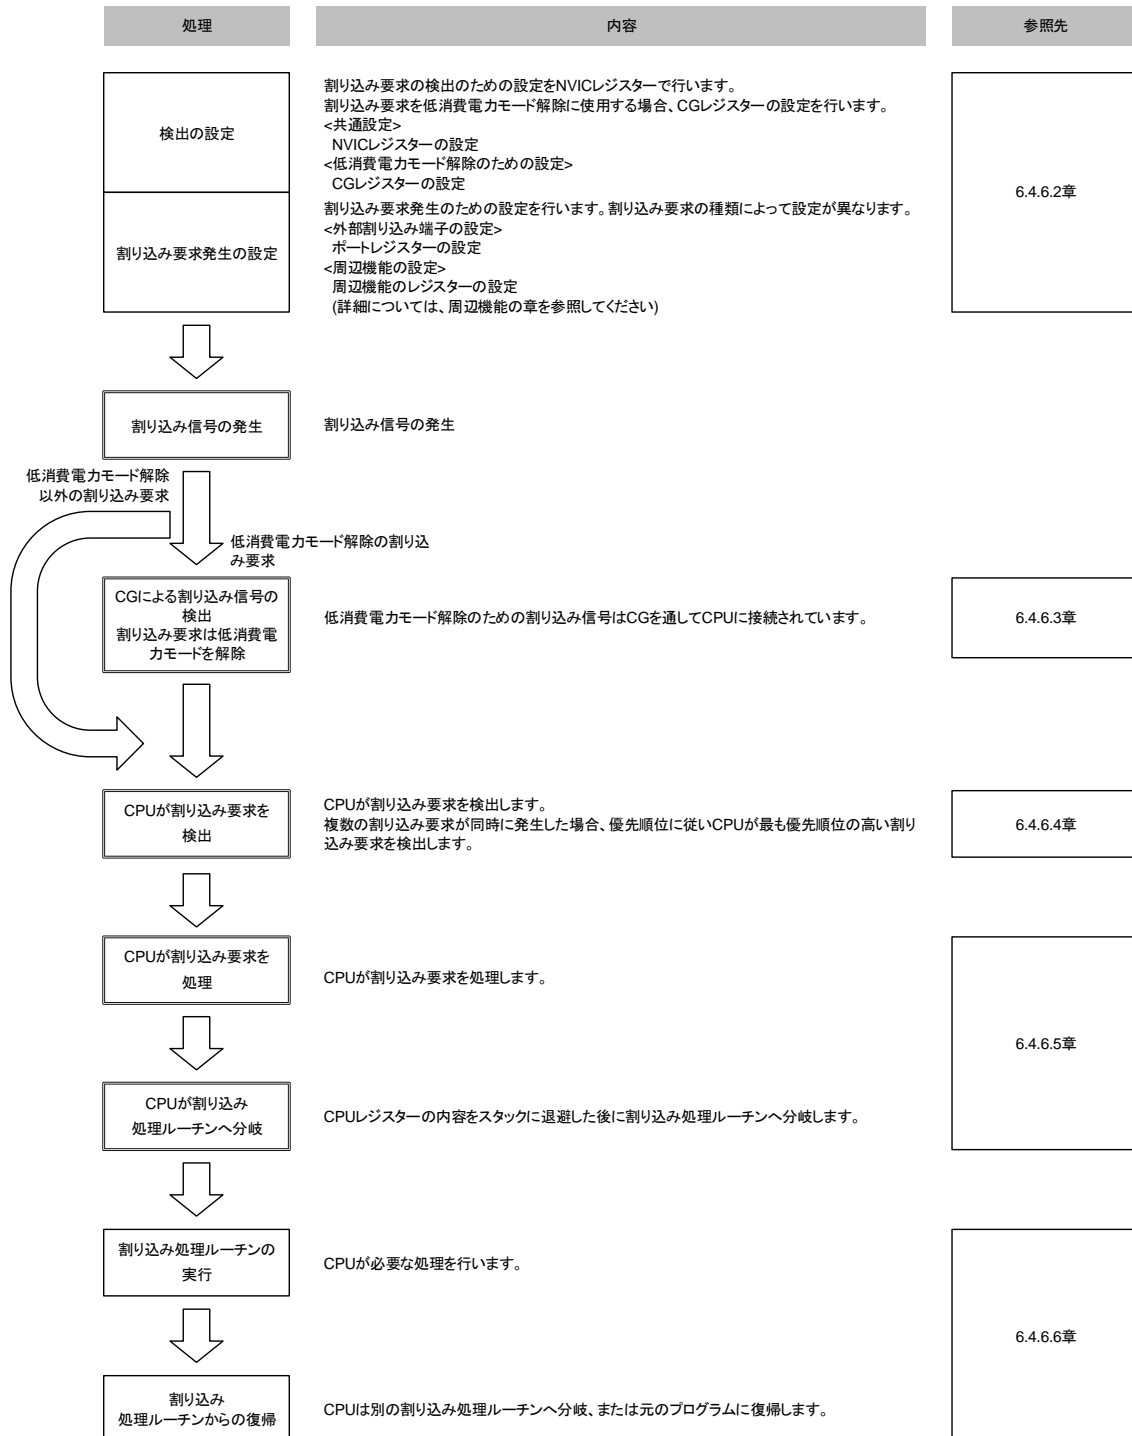 処理
内容
参照先
検出の設定
割り込み要求の検出のための設定をNVICレジスターで行います。
割り込み要求を低消費電力モード解除に使用する場合、CGレジスターの設定を行います。
<共通設定>
NVICレジスターの設定
<低消費電力モード解除のための設定>
CGレジスターの設定
6.4.6.2章
割り込み要求発生の設定
割り込み要求発生のための設定を行います。割り込み要求の種類によって設定が異なります。
<外部割り込み端子の設定>
ポートレジスターの設定
<周辺機能の設定>
周辺機能のレジスターの設定
(詳細については、周辺機能の章を参照してください)
割り込み信号の発生
割り込み信号の発生
低消費電力モード解除
以外の割り込み要求
低消費電力モード解除の割り込
み要求
CGによる割り込み信号の
検出
割り込み要求は低消費電
力モードを解除
低消費電力モード解除のための割り込み信号はCGを通してCPUに接続されています。
6.4.6.3章
CPUが割り込み要求を
検出
CPUが割り込み要求を検出します。
複数の割り込み要求が同時に発生した場合、優先順位に従いCPUが最も優先順位の高い割り
込み要求を検出します。
6.4.6.4章
CPUが割り込み要求を
処理
CPUが割り込み要求を処理します。
6.4.6.5章
CPUが割り込み
処理ルーチンへ分岐
CPUレジスターの内容をスタックに退避した後に割り込み処理ルーチンへ分岐します。
割り込み処理ルーチンの
実行
CPUが必要な処理を行います。
6.4.6.6章
割り込み
処理ルーチンからの復帰
CPUは別の割り込み処理ルーチンへ分岐、または元のプログラムに復帰します。